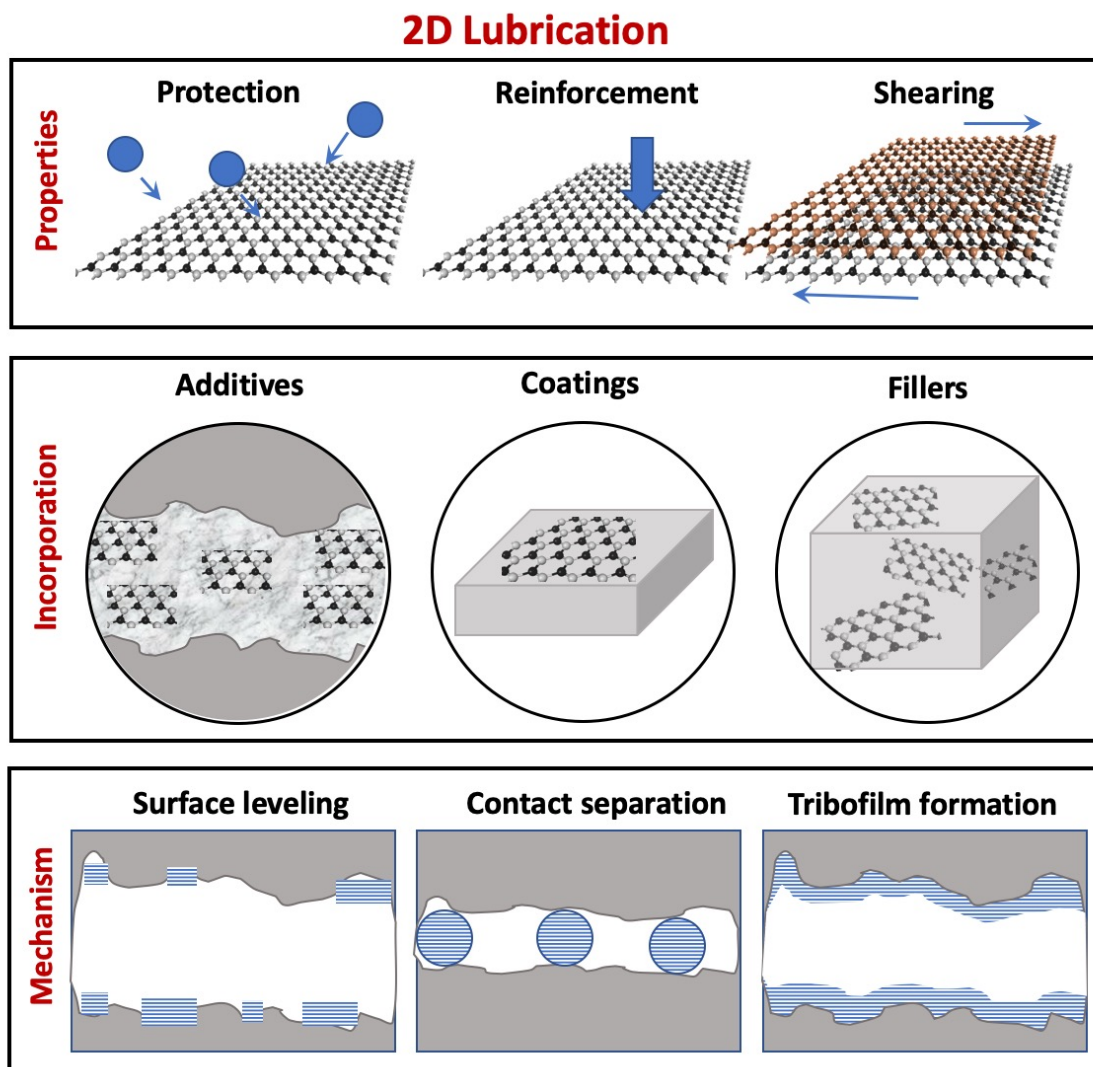 2D Lubrication
Properties
Protection
Reinforcement
Shearing
Incorporation
Additives
Coatings
Fillers
Mechanism
Surface leveling
Contact separation
Tribofilm formation